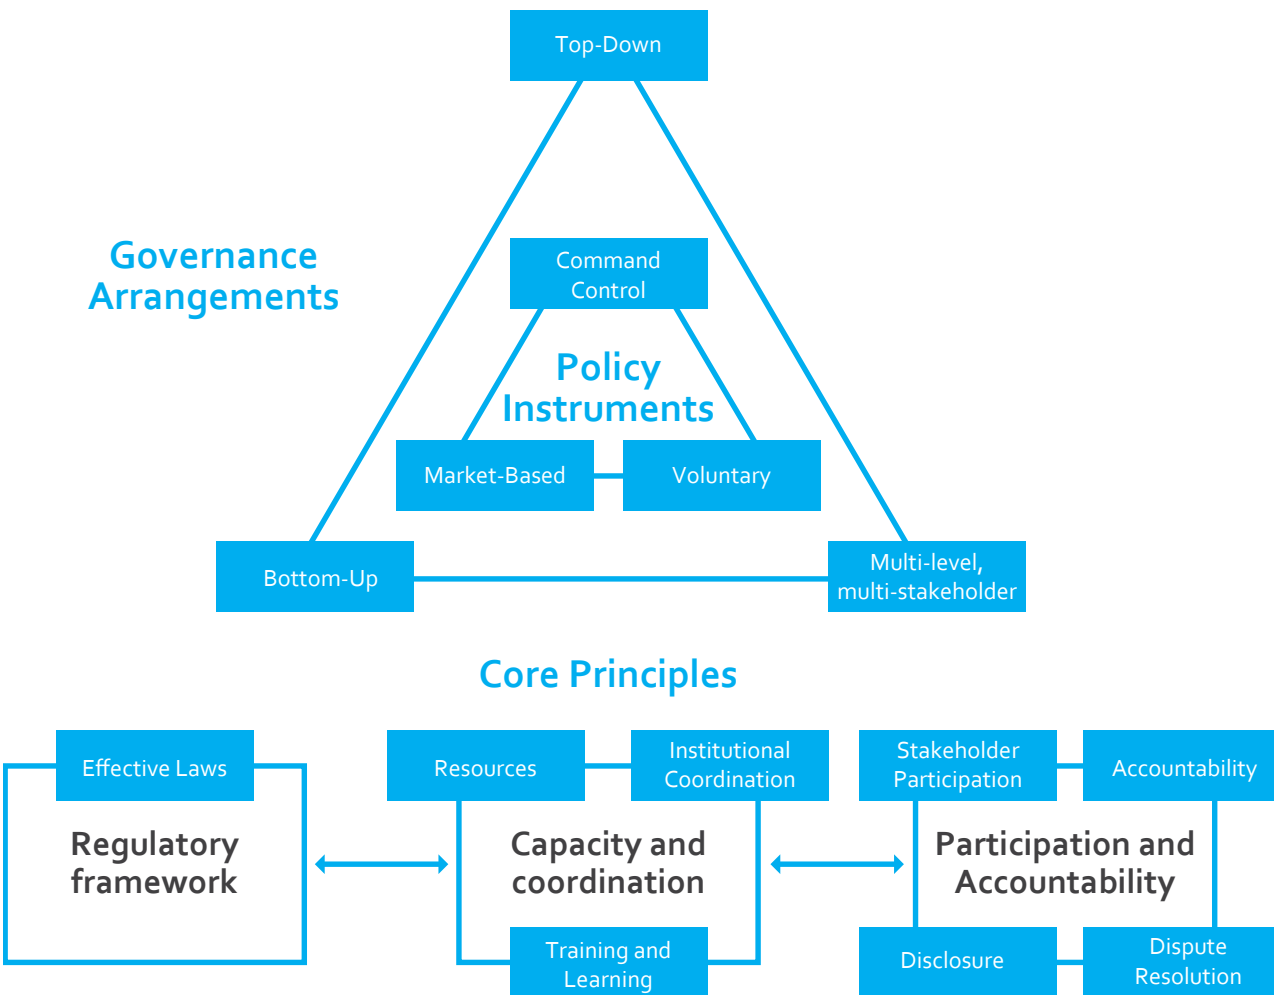 Top-Down
Governance
Arrangements
Command
Control
Policy
Instruments
Market-Based
Voluntary
Bottom-Up
Multi-level,
multi-stakeholder
Core Principles
Effective Laws
Regulatory
framework
Resources
Institutional
Coordination
Capacity and
coordination
Training and
Learning
Stakeholder
Participation
Accountability
Participation and
Accountability
Disclosure
Dispute
Resolution